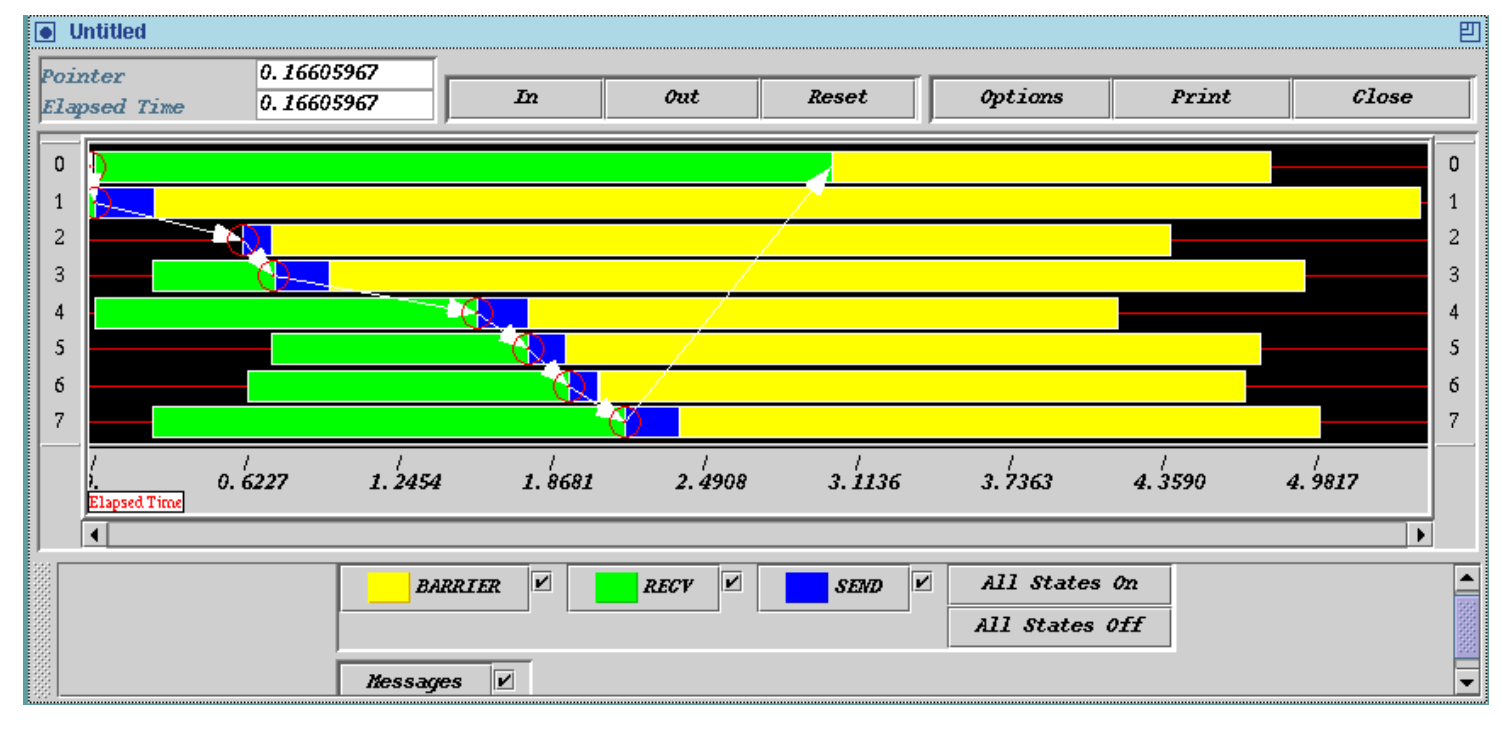 Untitled
Pointer 0.16605967
Elapsed Time 0.16605967
In Out Reset Options Print Close
0 0
1 1
2 2
3 3
4 4
5 5
6 6
7 7
0.6227 1.2454 1.8681 2.4908 3.1136 3.7363 4.3590 4.9817
Elapsed Time
BARRIER RECV SEND All States On
All States Off
Messages